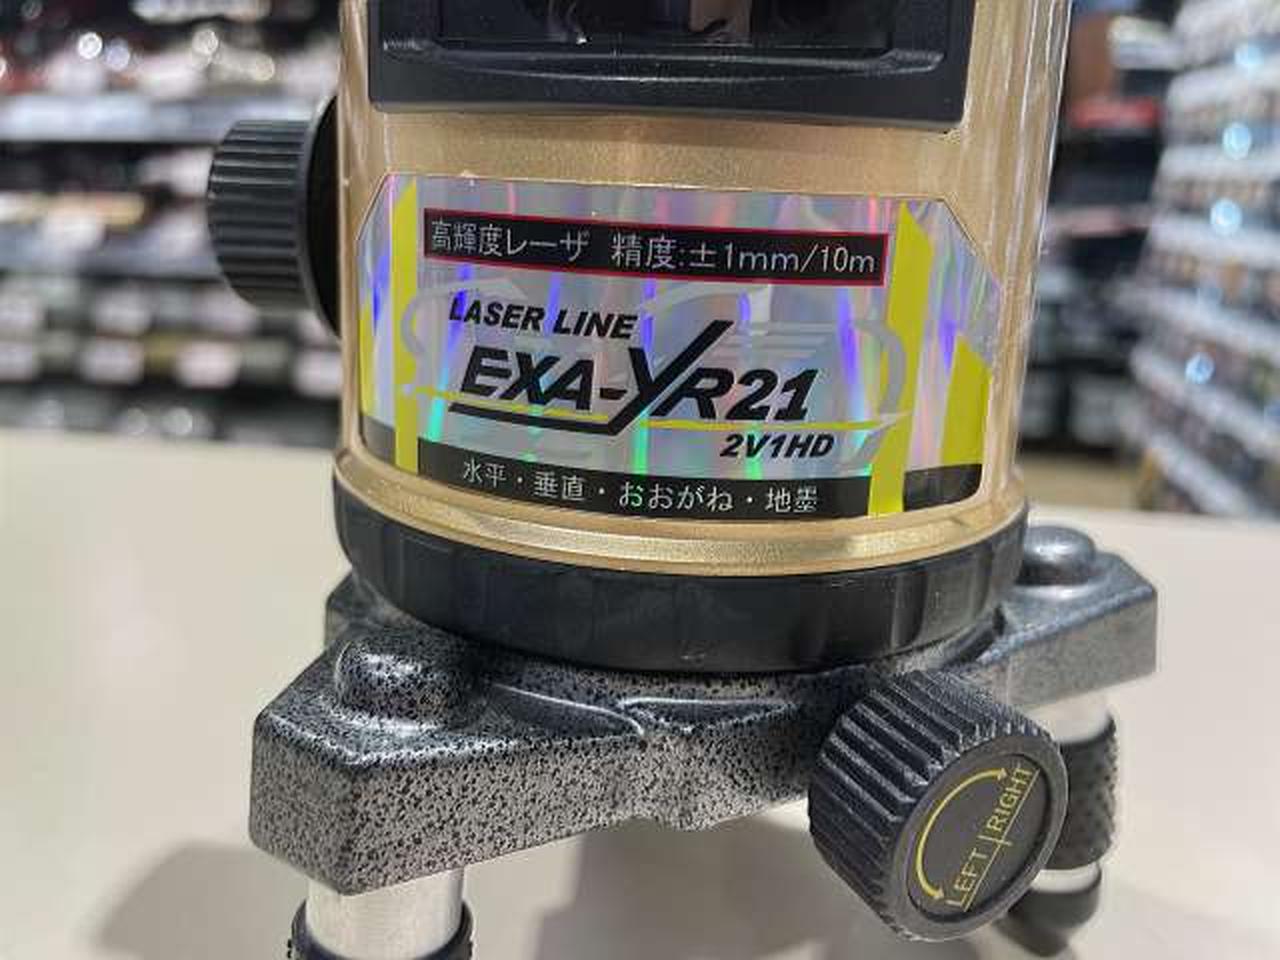 高輝度レーザ 精度:±1mm/10m
LASER LINE
EXA-YR21
2V1HD
水平・垂直・おおがね・地墨
LEFT | RIGHT